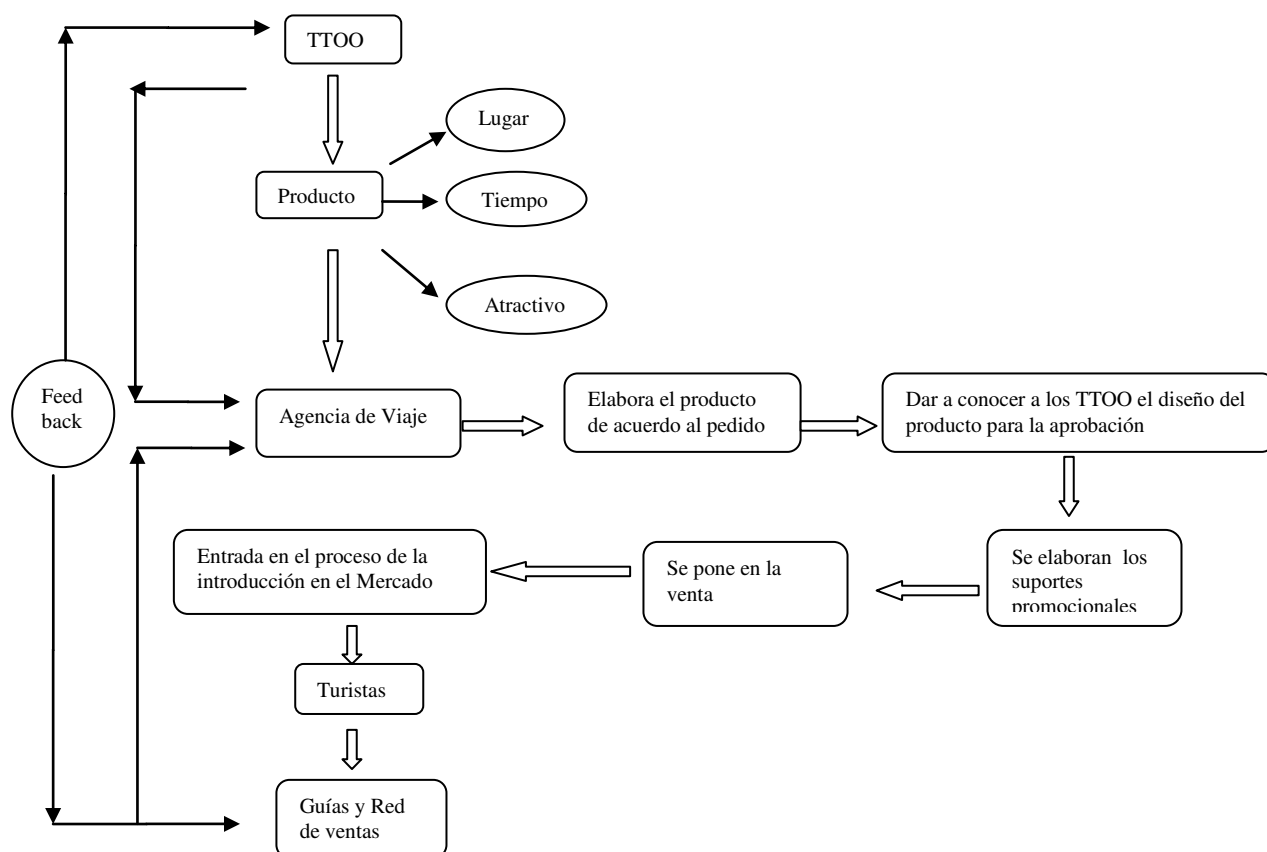 TTOO
Lugar
Producto
Tiempo
Atractivo
Feed
back
Agencia de Viaje
Elabora el producto
de acuerdo al pedido
Dar a conocer a los TTOO el diseño del
producto para la aprobación
Entrada en el proceso de la
introducción en el Mercado
Se pone en la
venta
Se elaboran los
suportes
promocionales
Turistas
Guías y Red
de ventas